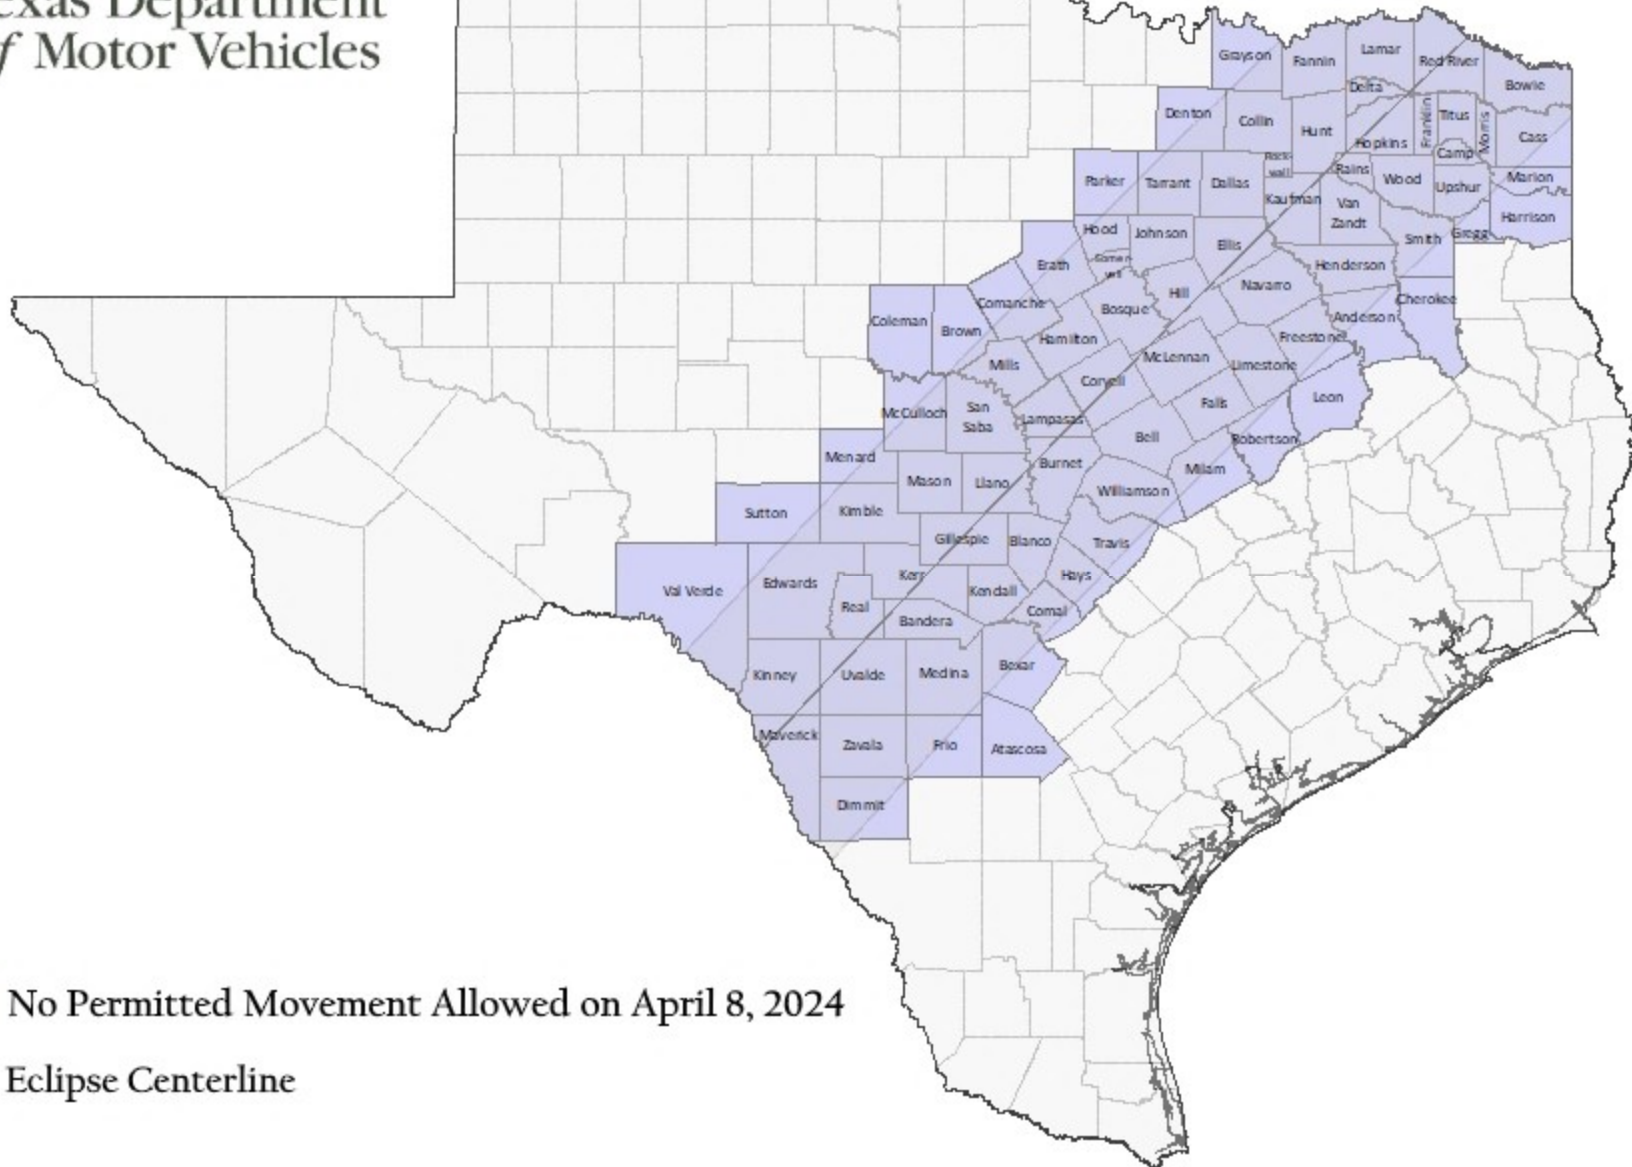 exas Department
f Motor Vehicles
Grayson
Fannin
Lamar
Red River
Bowie
Delta
Denton
Collin
Hunt
Hopkins
Franklin
Titus
Morris
Cass
Camp
Parker
Tarrant
Dallas
Rock-
wall
Rains
Wood
Upshur
Marion
Kaufman
Van
Zandt
Harrison
Hood
Johnson
Ellis
Smith
Gregg
Erath
Somer-
vell
Henderson
Hill
Navarro
Comanche
Bosque
Cherokee
Anderson
Coleman
Brown
Hamilton
Freestone
Mills
McLennan
Limestone
Coryell
Leon
McCulloch
San
Saba
Lampasas
Falls
Bell
Robertson
Menard
Burnet
Milam
Mason
Llano
Williamson
Sutton
Kimble
Gillespie
Blanco
Travis
Val Verde
Edwards
Kerr
Hays
Real
Kendall
Bandera
Comal
Kinney
Uvalde
Medina
Bexar
Maverick
Zavala
Frio
Atascosa
Dimmit
No Permitted Movement Allowed on April 8, 2024
Eclipse Centerline